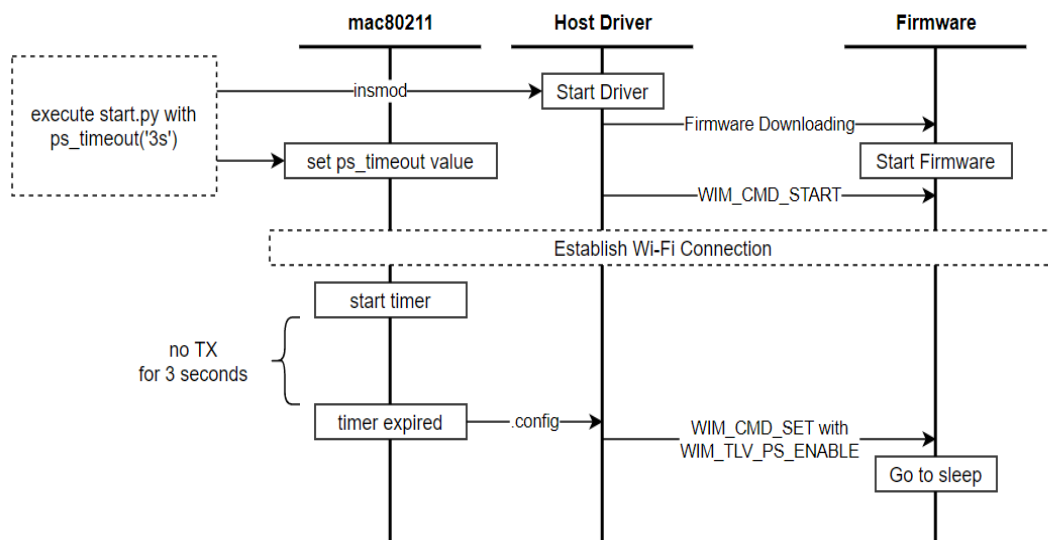 mac80211
Host Driver
Firmware
insmod
Start Driver
execute start.py with
ps_timeout('3s')
Firmware Downloading
set ps_timeout value
Start Firmware
WIM_CMD_START
Establish Wi-Fi Connection
start timer
no TX
for 3 seconds
timer expired
.config
WIM_CMD_SET with
WIM_TLV_PS_ENABLE
Go to sleep